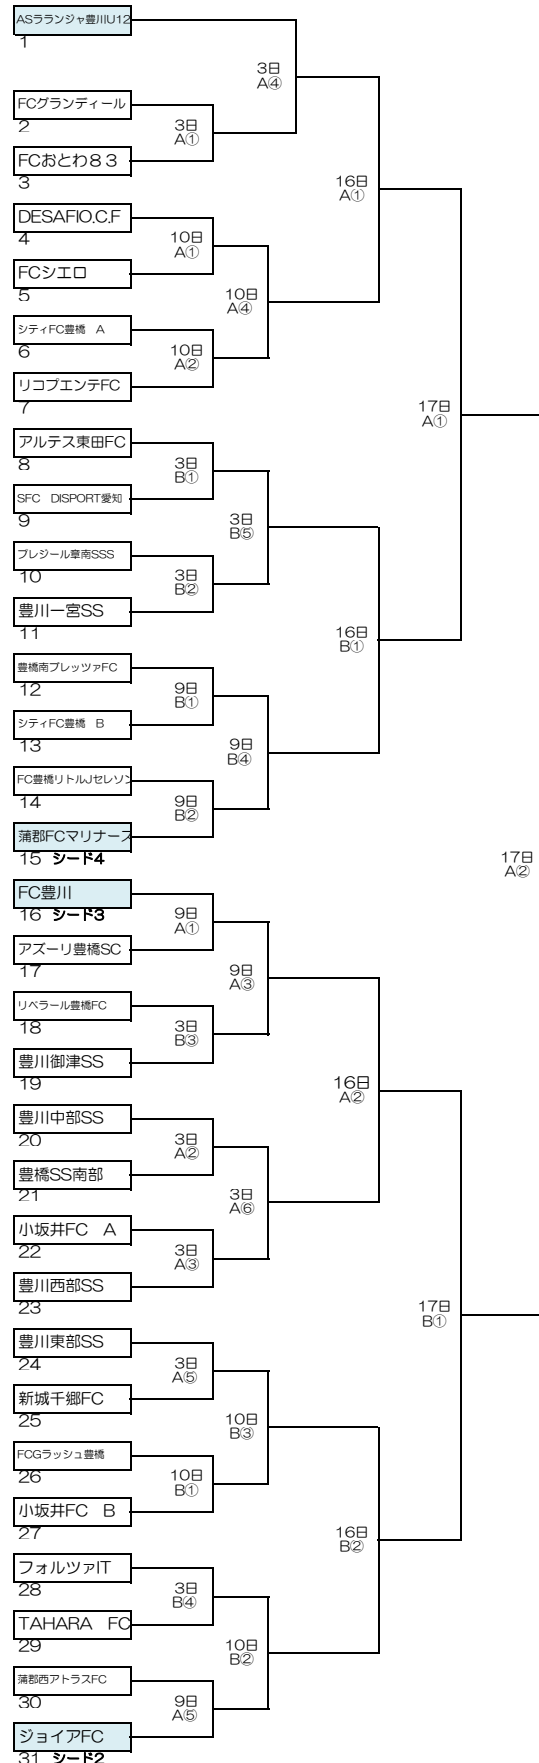 ASラランジャ豊川U12
1
3日
A④
FCグランディール
2
3日
A①
FCおとわ83
3
16日
A①
DESAFIO.C.F
4
10日
A①
FCシエロ
5
10日
A④
シティFC豊橋　A
6
10日
A②
リコプエンテFC
7
17日
A①
アルテス東田FC
8
3日
B①
SFC　DISPORT愛知
9
3日
B⑤
プレジール章南SSS
10
3日
B②
豊川一宮SS
11
16日
B①
豊橋南プレッツァFC
12
9日
B①
シティFC豊橋　B
13
9日
B④
FC豊橋リトルJセレソン
14
9日
B②
蒲郡FCマリナーズ
15 シード4
17日
A②
FC豊川
16 シード3
9日
A①
アズーリ豊橋SC
17
9日
A③
リベラール豊橋FC
18
3日
B③
豊川御津SS
19
16日
A②
豊川中部SS
20
3日
A②
豊橋SS南部
21
3日
A⑥
小坂井FC　A
22
3日
A③
豊川西部SS
23
17日
B①
豊川東部SS
24
3日
A⑤
新城千郷FC
25
10日
B③
FCGラッシュ豊橋
26
10日
B①
小坂井FC　B
27
16日
B②
フォルツァIT
28
3日
B④
TAHARA　FC
29
10日
B②
蒲郡西アトラスFC
30
9日
A⑤
ジョイアFC
31 シード2